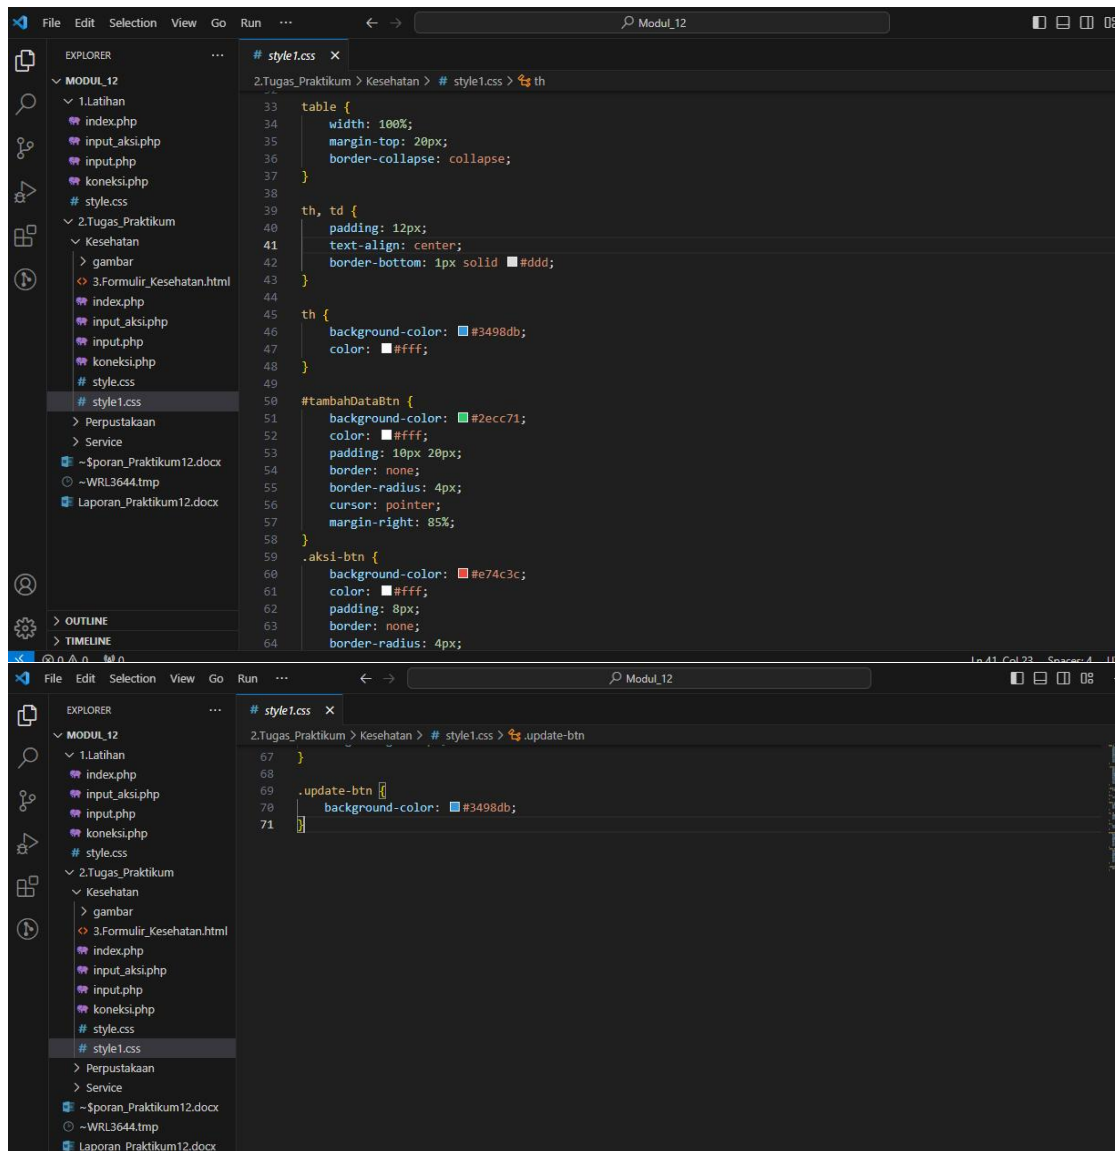 File Edit Selection View Go Run ··· ← → Modul_12
EXPLORER ···
MODUL_12
1.Latihan
index.php
input_aksi.php
input.php
koneksi.php
# style.css
2.Tugas_Praktikum
Kesehatan
> gambar
<> 3.Formulir_Kesehatan.html
index.php
input_aksi.php
input.php
koneksi.php
# style.css
# style1.css
> Perpustakaan
> Service
~$poran_Praktikum12.docx
~WRL3644.tmp
Laporan_Praktikum12.docx
> OUTLINE
> TIMELINE
# style1.css ×
2.Tugas_Praktikum > Kesehatan > # style1.css > th
33 table {
34 width: 100%;
35 margin-top: 20px;
36 border-collapse: collapse;
37 }
38
39 th, td {
40 padding: 12px;
41 text-align: center;
42 border-bottom: 1px solid #ddd;
43 }
44
45 th {
46 background-color: #3498db;
47 color: #fff;
48 }
49
50 #tambahDataBtn {
51 background-color: #2ecc71;
52 color: #fff;
53 padding: 10px 20px;
54 border: none;
55 border-radius: 4px;
56 cursor: pointer;
57 margin-right: 85%;
58 }
59 .aksi-btn {
60 background-color: #e74c3c;
61 color: #fff;
62 padding: 8px;
63 border: none;
64 border-radius: 4px;
Ln 41, Col 23 Spaces: 4
File Edit Selection View Go Run ··· ← → Modul_12
EXPLORER ···
MODUL_12
1.Latihan
index.php
input_aksi.php
input.php
koneksi.php
# style.css
2.Tugas_Praktikum
Kesehatan
> gambar
<> 3.Formulir_Kesehatan.html
index.php
input_aksi.php
input.php
koneksi.php
# style.css
# style1.css
> Perpustakaan
> Service
~$poran_Praktikum12.docx
~WRL3644.tmp
Laporan_Praktikum12.docx
# style1.css ×
2.Tugas_Praktikum > Kesehatan > # style1.css > .update-btn
67 }
68
69 .update-btn {
70 background-color: #3498db;
71 }